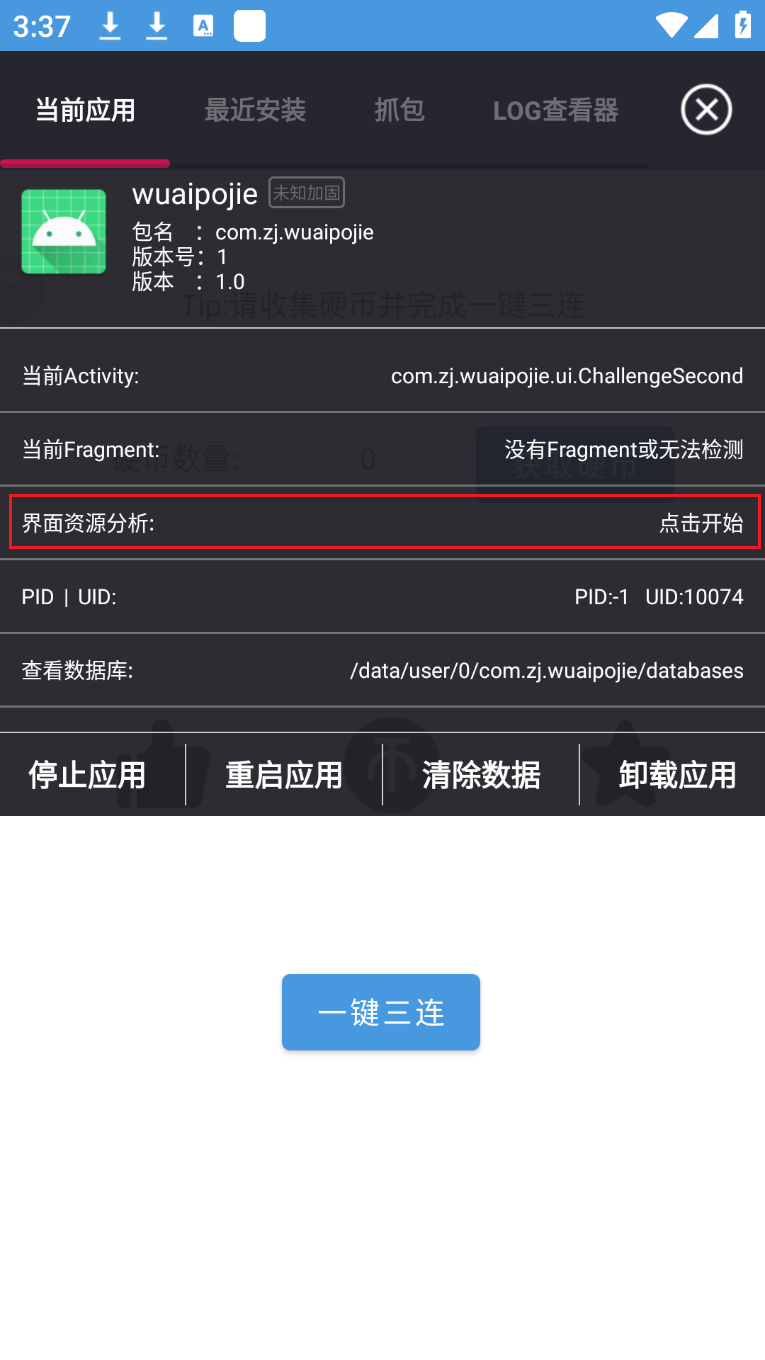 3:37
A
当前应用 最近安装 抓包 LOG查看器
wuaipojie 未知加固
包名 : com.zj.wuaipojie
版本号: 1
版本 : 1.0
Tip:请收集硬币并完成一键三连
当前Activity: com.zj.wuaipojie.ui.ChallengeSecond
当前Fragment: 没有Fragment或无法检测
硬币数量: 0 获取硬币
界面资源分析: 点击开始
PID | UID: PID:-1 UID:10074
查看数据库: /data/user/0/com.zj.wuaipojie/databases
停止应用 重启应用 清除数据 卸载应用
一键三连